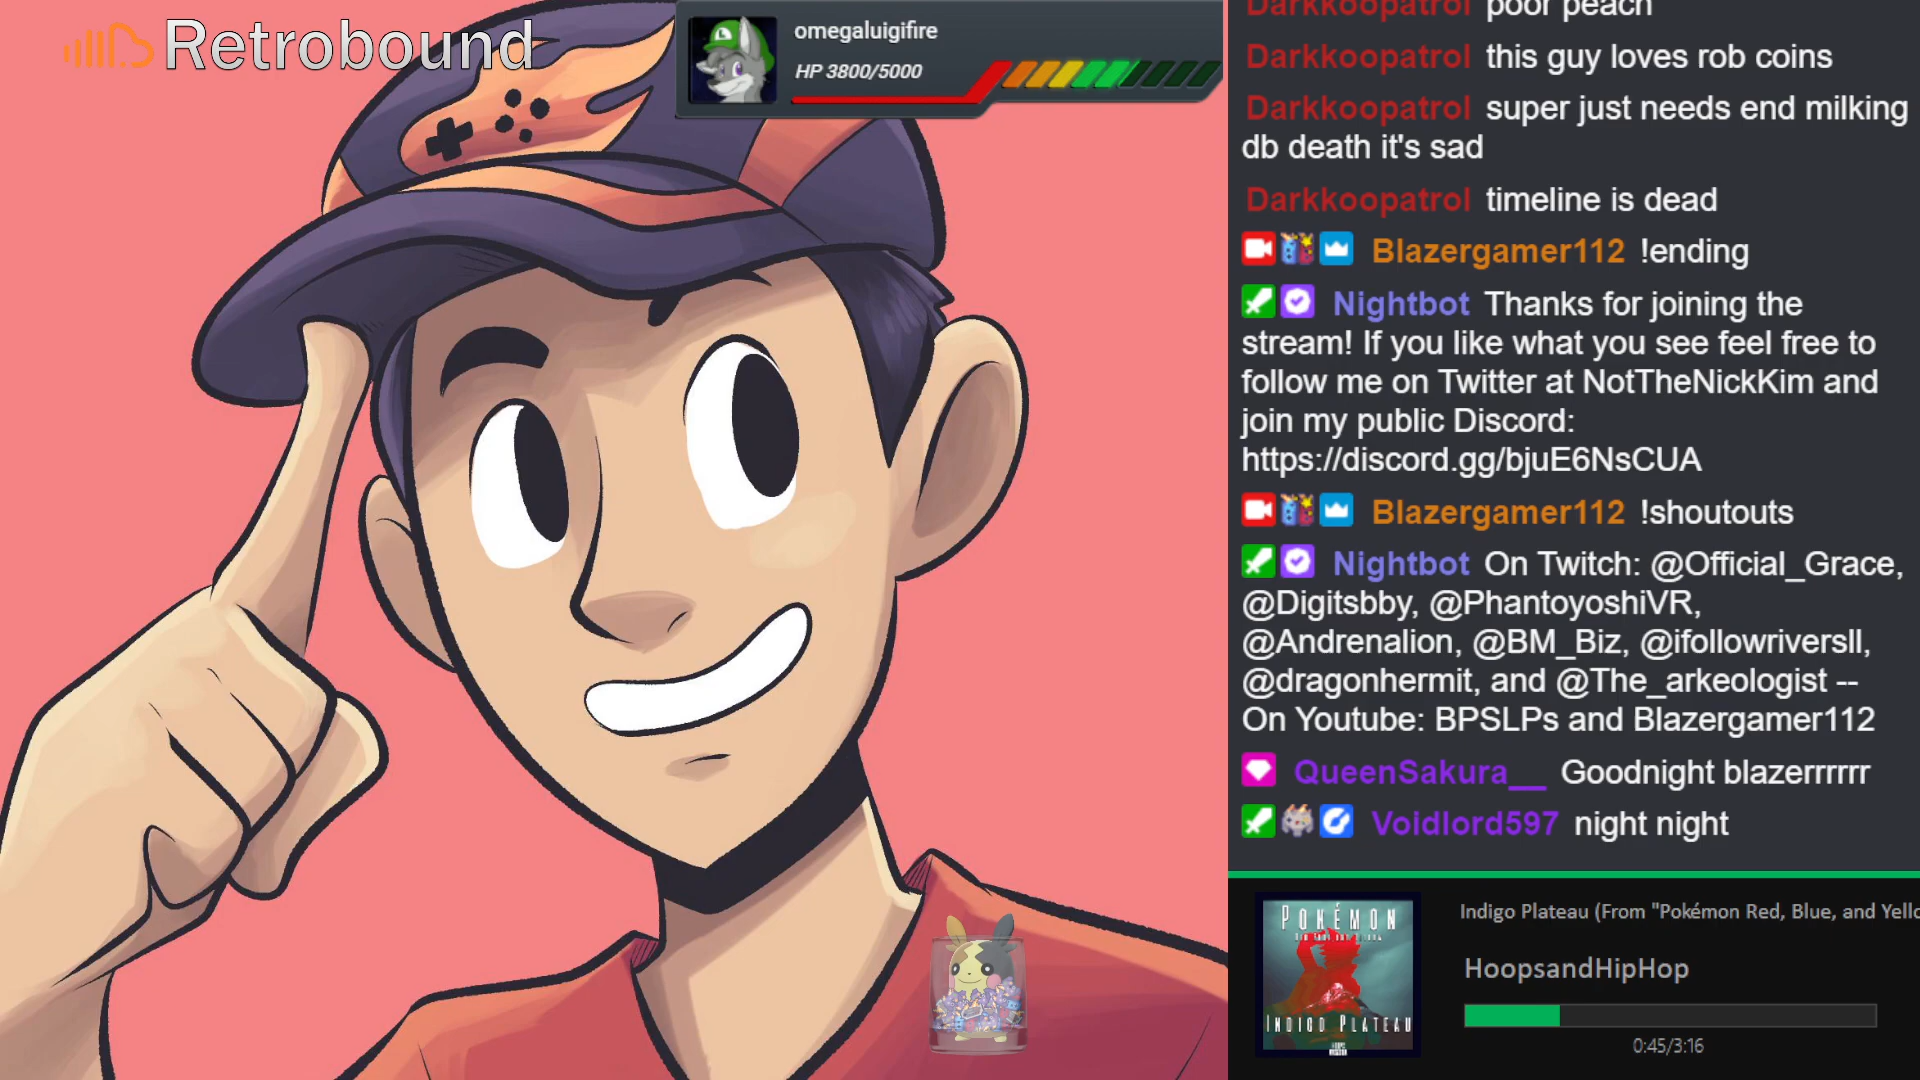 Retrobound
omegaluigifire
HP 3800/5000
Darkkoopatrol poor peach
Darkkoopatrol this guy loves rob coins
Darkkoopatrol super just needs end milking
db death it's sad
Darkkoopatrol timeline is dead
Blazergamer112 !ending
Nightbot Thanks for joining the
stream! If you like what you see feel free to
follow me on Twitter at NotTheNickKim and
join my public Discord:
https://discord.gg/bjuE6NsCUA
Blazergamer112 !shoutouts
Nightbot On Twitch: @Official_Grace,
@Digitsbby, @PhantoyoshiVR,
@Andrenalion, @BM_Biz, @ifollowriversll,
@dragonhermit, and @The_arkeologist --
On Youtube: BPSLPs and Blazergamer112
QueenSakura__ Goodnight blazerrrrrr
Voidlord597 night night
POKÉMON
INDIGO PLATEAU
Indigo Plateau (From "Pokémon Red, Blue, and Yello
HoopsandHipHop
0:45/3:16